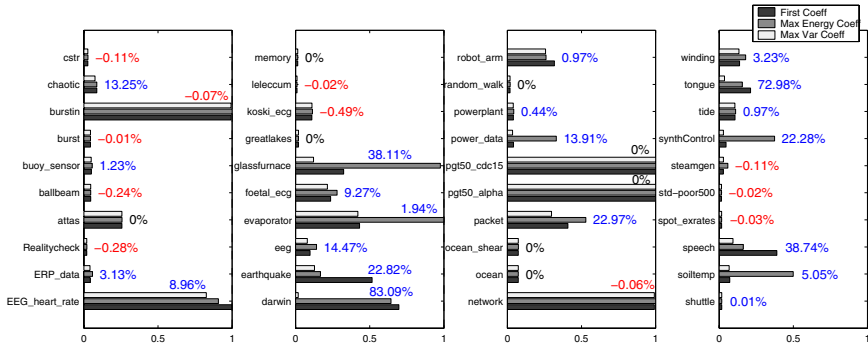 First Coeff
Max Energy Coeff
Max Var Coeff
cstr −0.11%
chaotic 13.25%
burstin −0.07%
burst −0.01%
buoy_sensor 1.23%
ballbeam −0.24%
attas 0%
Realitycheck −0.28%
ERP_data 3.13%
EEG_heart_rate 8.96%
0 0.5 1
memory 0%
leleccum −0.02%
koski_ecg −0.49%
greatlakes 0%
glassfurnace 38.11%
foetal_ecg 9.27%
evaporator 1.94%
eeg 14.47%
earthquake 22.82%
darwin 83.09%
0 0.5 1
robot_arm 0.97%
random_walk 0%
powerplant 0.44%
power_data 13.91%
pgt50_cdc15 0%
pgt50_alpha 0%
packet 22.97%
ocean_shear 0%
ocean 0%
network −0.06%
0 0.5 1
winding 3.23%
tongue 72.98%
tide 0.97%
synthControl 22.28%
steamgen −0.11%
std−poor500 −0.02%
spot_exrates −0.03%
speech 38.74%
soiltemp 5.05%
shuttle 0.01%
0 0.5